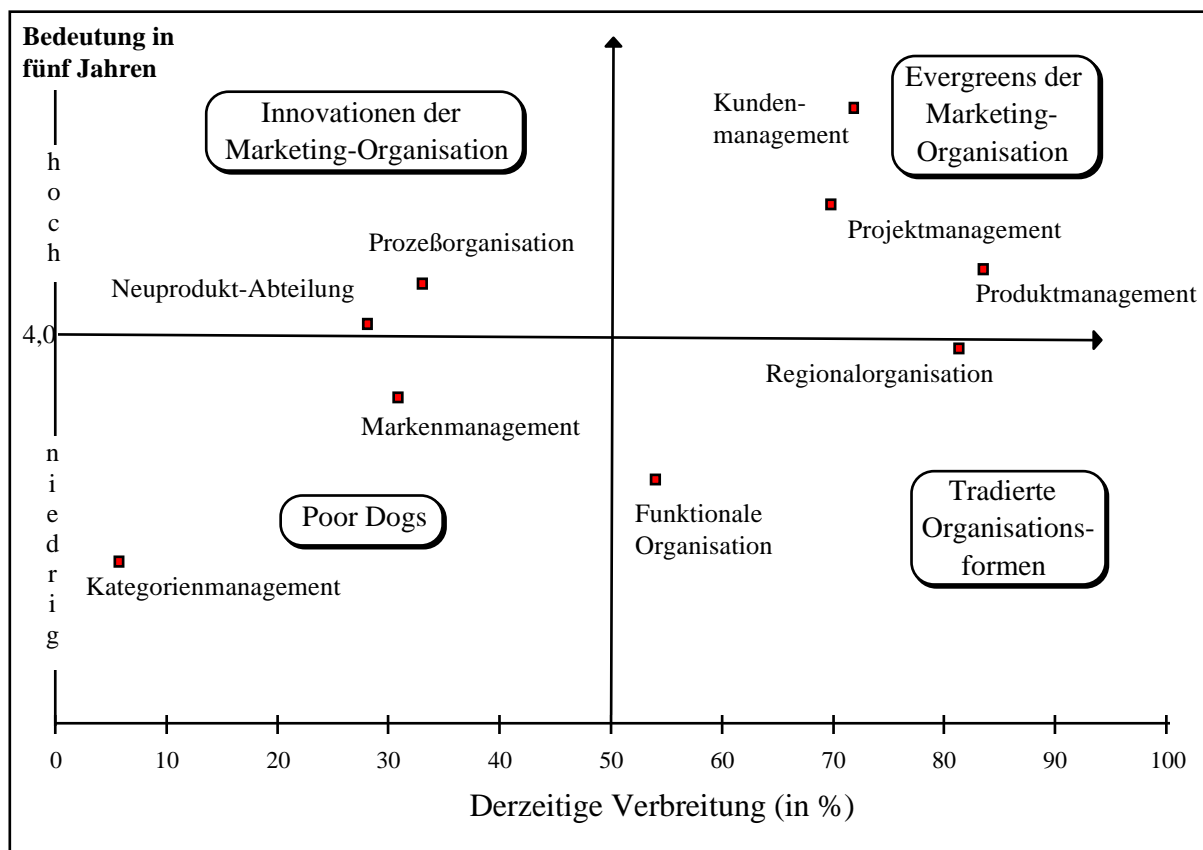 Bedeutung in
fünf Jahren
Innovationen der
Marketing-Organisation
Kunden-
management
Evergreens der
Marketing-
Organisation
hoch
Projektmanagement
Prozeßorganisation
Neuprodukt-Abteilung
Produktmanagement
4,0
Regionalorganisation
Markenmanagement
niedrig
Poor Dogs
Funktionale
Organisation
Tradierte
Organisations-
formen
Kategorienmanagement
0 10 20 30 40 50 60 70 80 90 100
Derzeitige Verbreitung (in %)